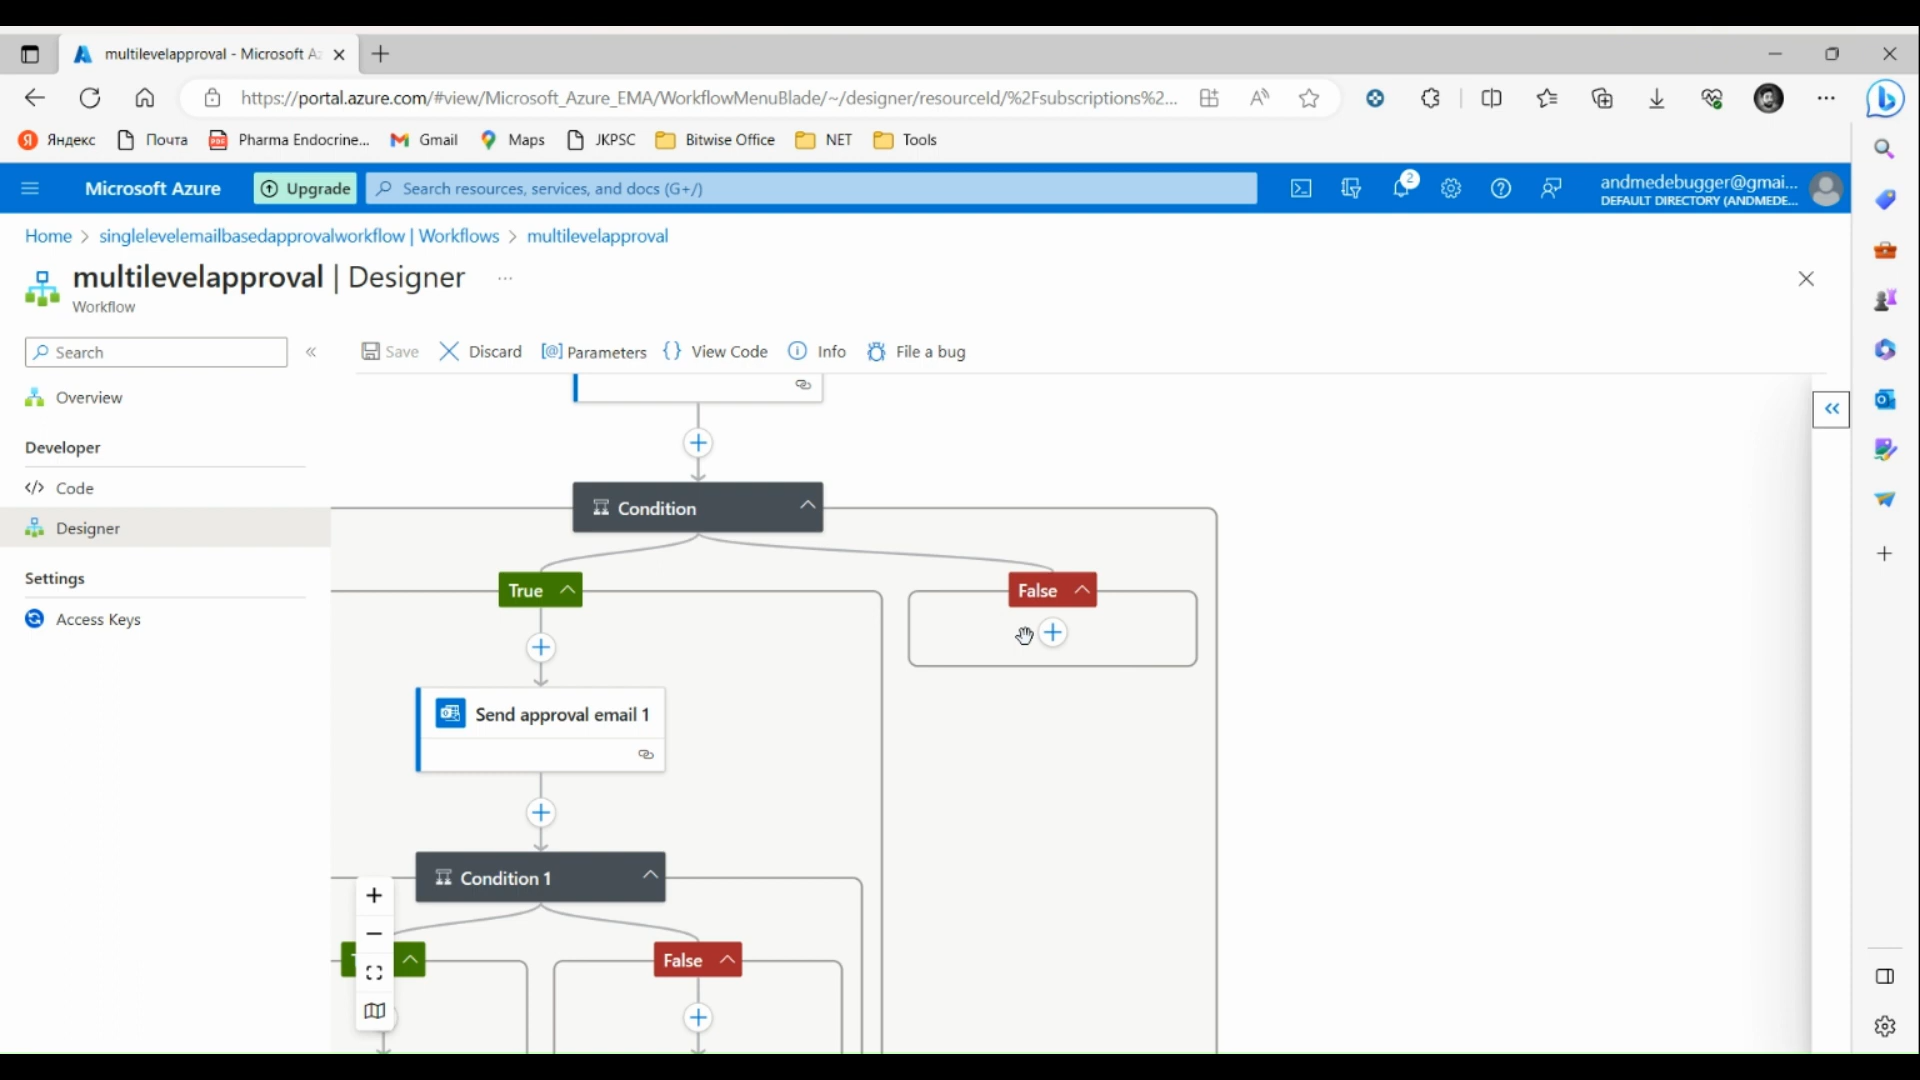 multilevelapproval - Microsoft A
https://portal.azure.com/#view/Microsoft_Azure_EMA/WorkflowMenuBlade/~/designer/resourceId/%2Fsubscriptions%2...
Яндекс Почта Pharma Endocrine... Gmail Maps JKPSC Bitwise Office NET Tools
Microsoft Azure Upgrade Search resources, services, and docs (G+/) 2 andmedebugger@gmai...
DEFAULT DIRECTORY (ANDMEDE...
Home > singlelevelemailbasedapprovalworkflow | Workflows > multilevelapproval
multilevelapproval | Designer ...
Workflow
Search « Save Discard Parameters View Code Info File a bug
Overview
Developer
Code
Designer
Settings
Access Keys
Condition
True
False
Send approval email 1
Condition 1
False